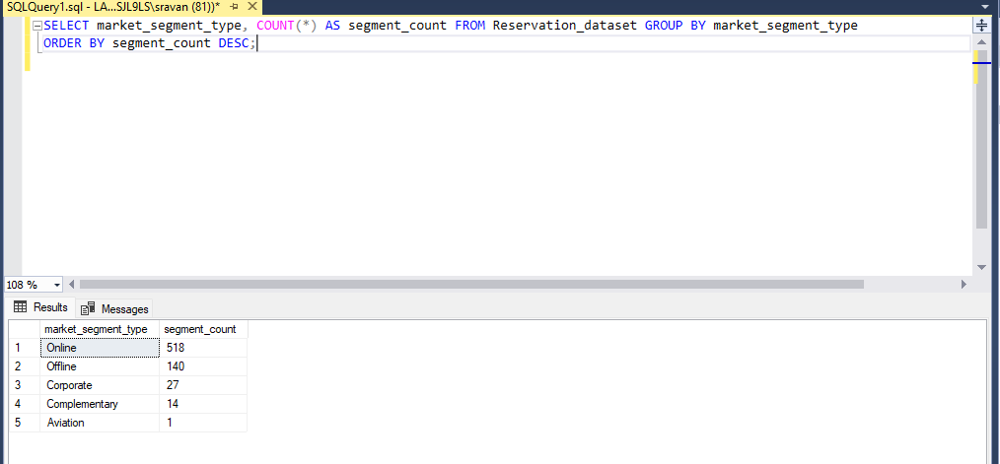 SQLQuery1.sql - LA...SJL9LS\sravan (81))*
SELECT market_segment_type, COUNT(*) AS segment_count FROM Reservation_dataset GROUP BY market_segment_type
ORDER BY segment_count DESC;
108 %
Results Messages
market_segment_type segment_count
1 Online 518
2 Offline 140
3 Corporate 27
4 Complementary 14
5 Aviation 1